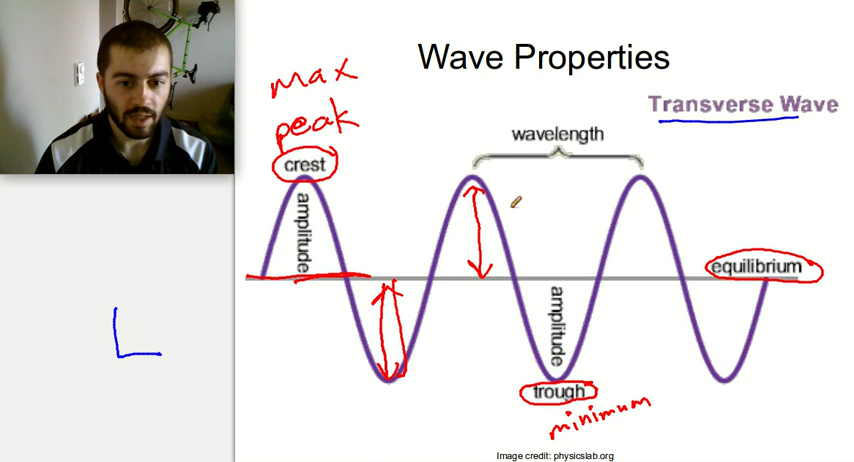 Wave Properties
max
peak
crest
Transverse Wave
wavelength
amplitude
equilibrium
amplitude
trough
minimum
Image credit: physicslab.org